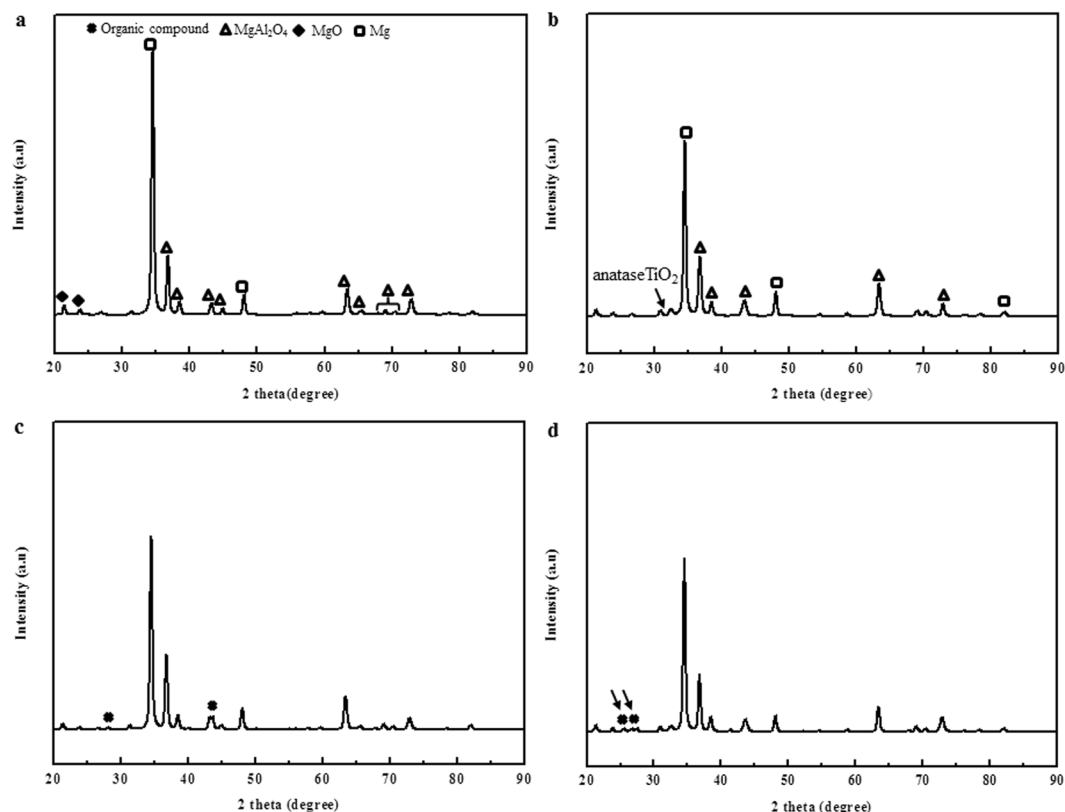 a
Organic compound MgAl₂O₄ MgO Mg
Intensity (a.u)
20 30 40 50 60 70 80 90
2 theta(degree)
b
anataseTiO₂
Intensity (a.u)
20 30 40 50 60 70 80 90
2 theta (degree)
c
Intensity (a.u)
20 30 40 50 60 70 80 90
2 theta (degree)
d
Intensity (a.u)
20 30 40 50 60 70 80 90
2 theta (degree)